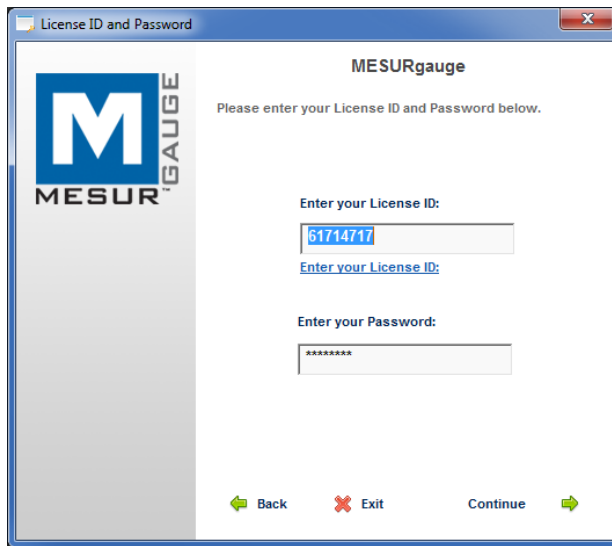 License ID and Password
M
GAUGE
MESUR™
MESURgauge
Please enter your License ID and Password below.
Enter your License ID:
61714717
Enter your License ID:
Enter your Password:
********
Back
Exit
Continue